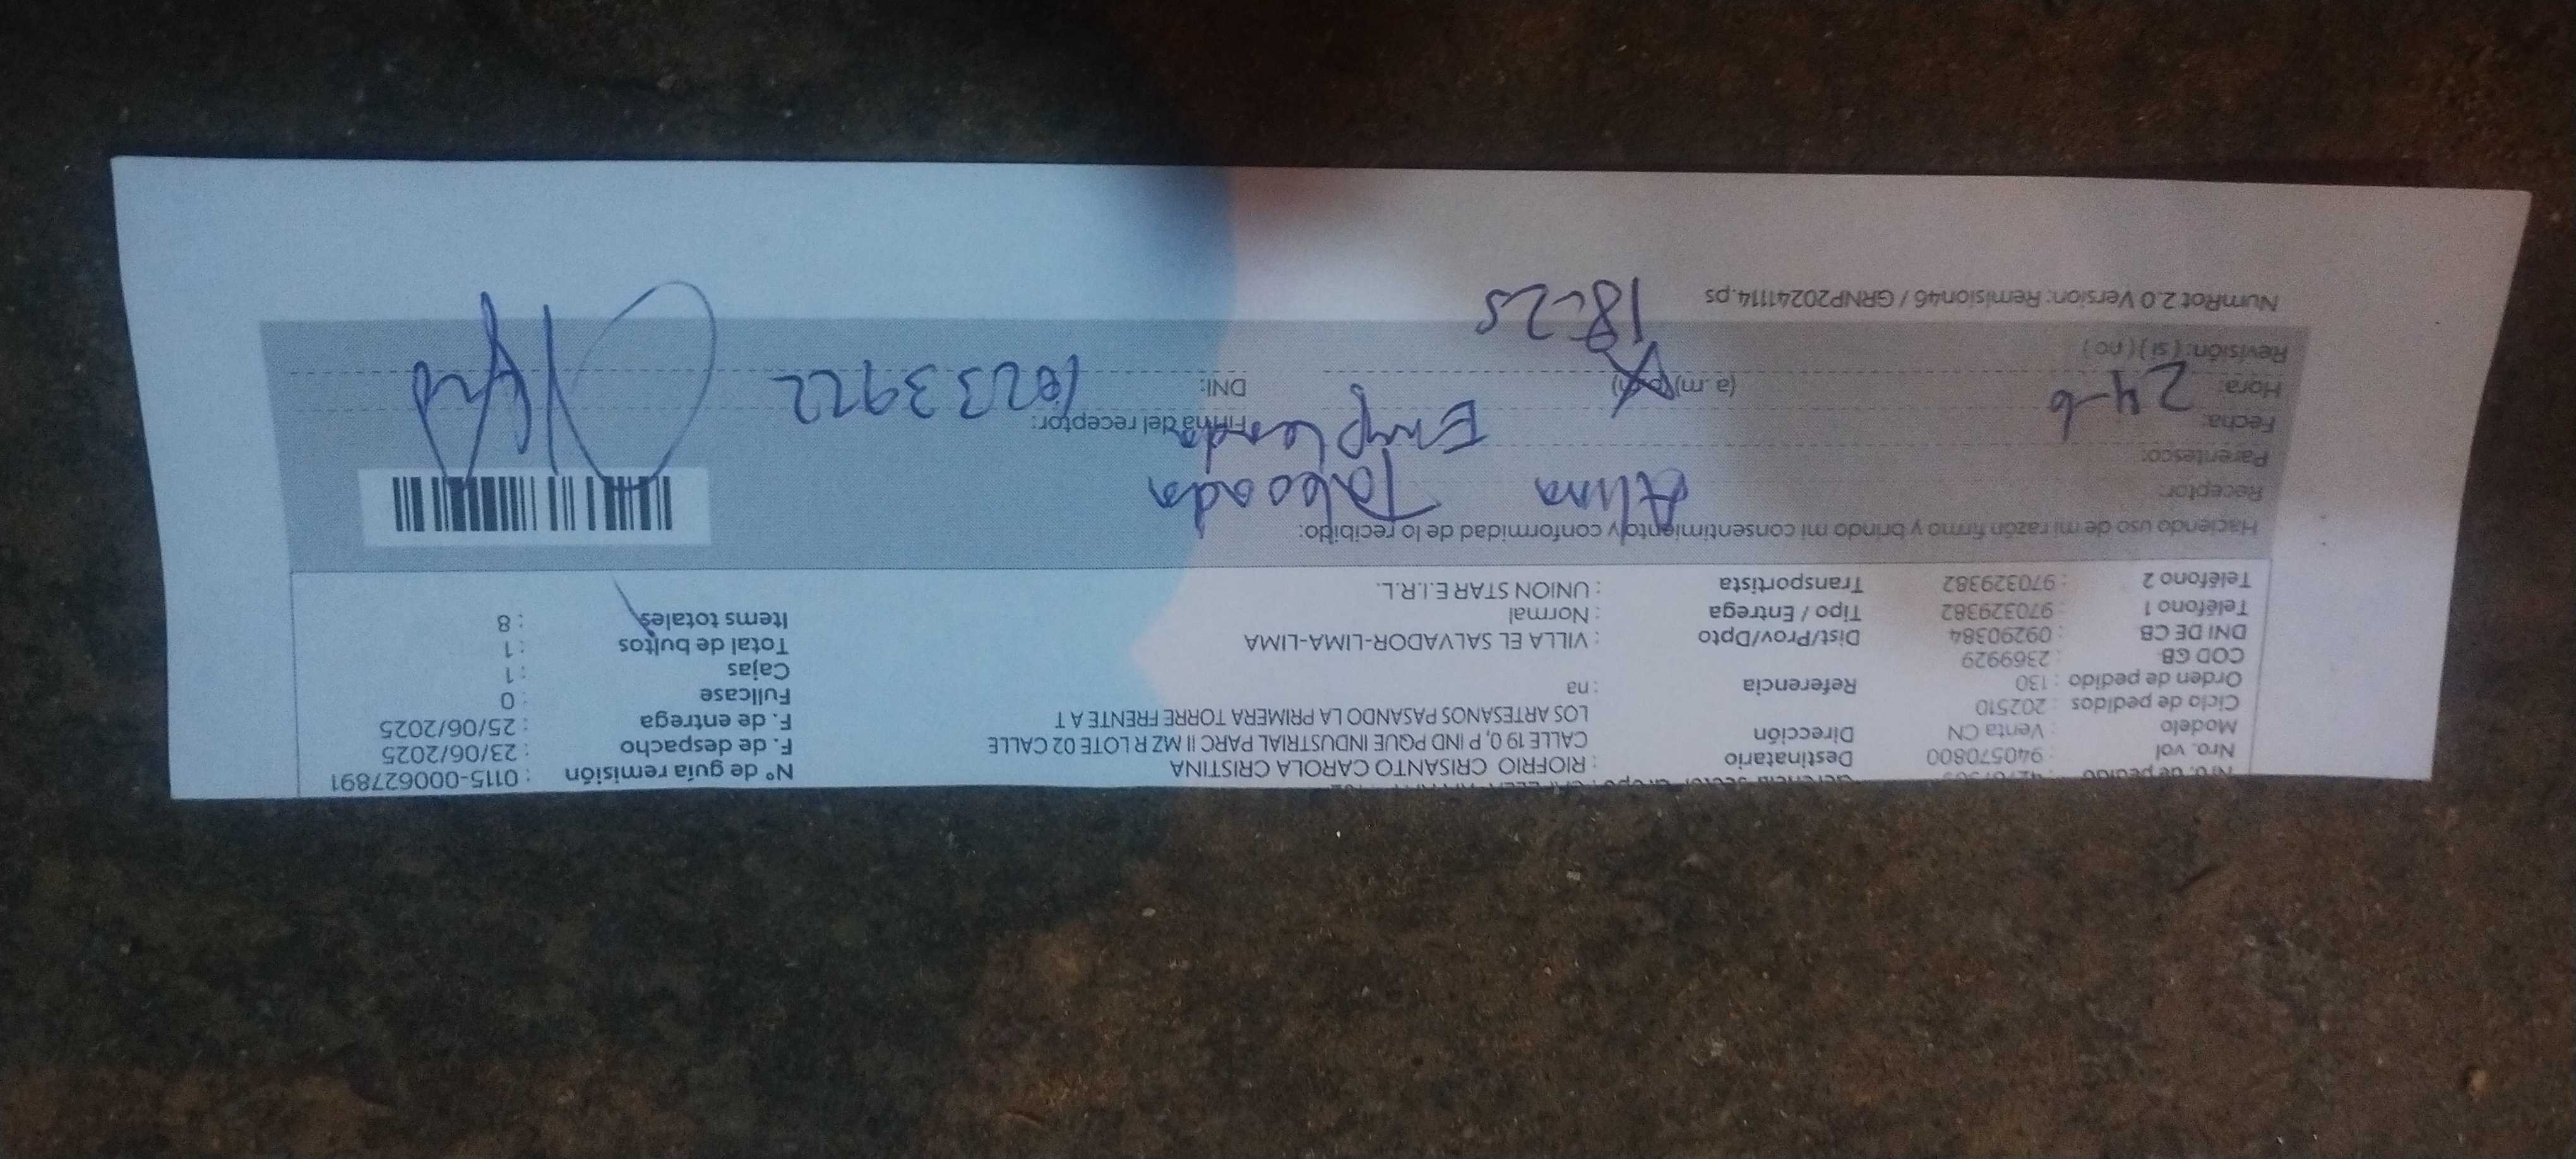 Nro. de pedido
Gerencia Sector Grupo :
Nro. vol : 940570800 Destinatario : RIOFRIO CRISANTO CAROLA CRISTINA Nº de guía remisión : 0115-000627891
Modelo : Venta CN Dirección CALLE 19 0, P IND PQUE INDUSTRIAL PARC II MZ R LOTE 02 CALLE F. de despacho : 23/06/2025
Ciclo de pedidos : 202510 LOS ARTESANOS PASANDO LA PRIMERA TORRE FRENTE A T F. de entrega : 25/06/2025
Orden de pedido : 130 Referencia : na Fullcase : 0
COD CB : 2369929 Cajas : 1
DNI DE CB : 09290384 Dist/Prov/Dpto : VILLA EL SALVADOR-LIMA-LIMA Total de bultos : 1
Teléfono 1 : 970329382 Tipo / Entrega : Normal Items totales : 8
Teléfono 2 : 970329382 Transportista : UNION STAR E.I.R.L.
Haciendo uso de mi razón firmo y brindo mi consentimiento y conformidad de lo recibido:
Receptor: Alina Taboada
Parentesco: Empleada
Fecha: 24-6 Firma del receptor:
Hora: (a.m) (p.m) DNI: 10233922
Revisión: ( si ) ( no ) 18:25
NumRot 2.0 Version: Remision46 / GRNP20241114.ps